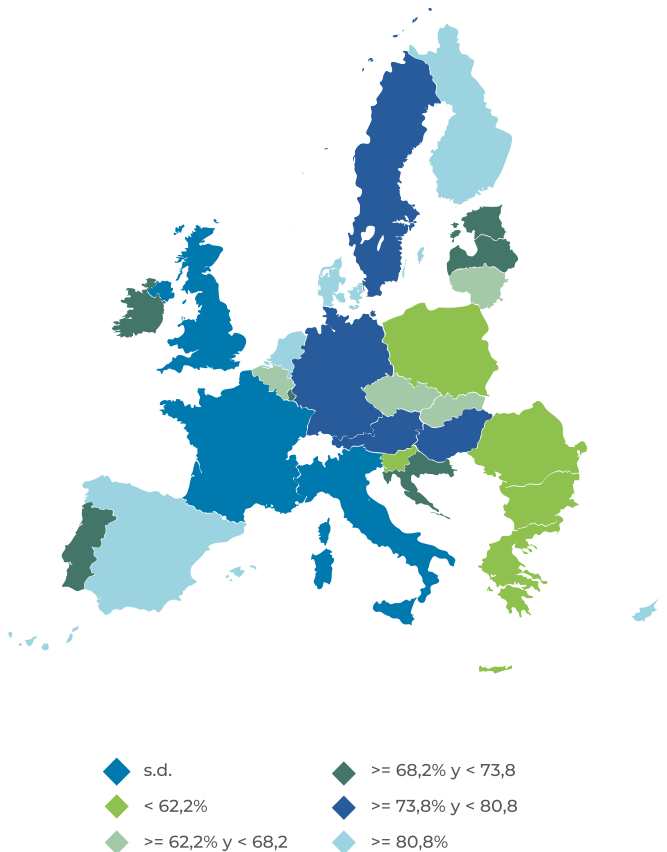 s.d.
< 62,2%
>= 62,2% y < 68,2
>= 68,2% y < 73,8
>= 73,8% y < 80,8
>= 80,8%